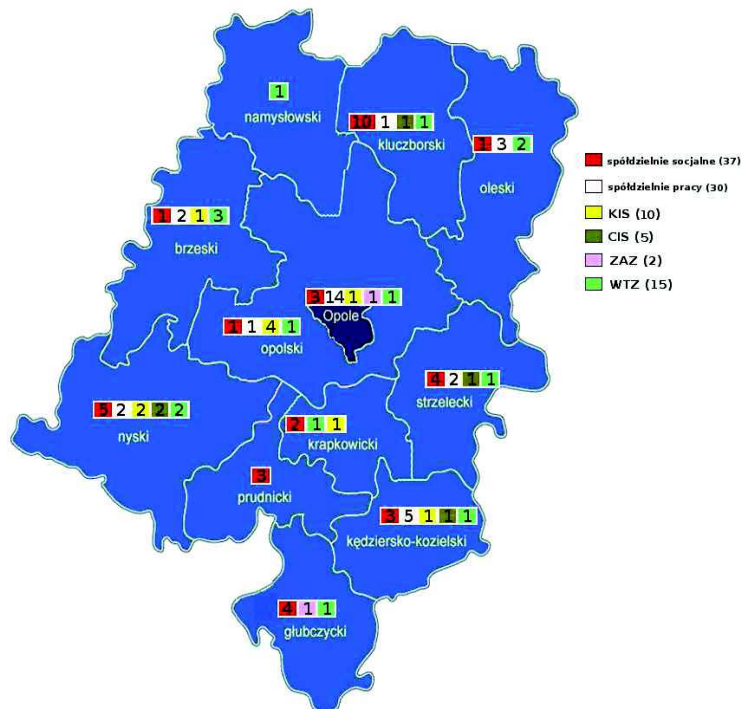 1
namysłowski
10 1 1 1
kluczborski
1 3 2
oleski
spółdzielnie socjalne (37)
spółdzielnie pracy (30)
KIS (10)
CIS (5)
ZAZ (2)
WTZ (15)
1 2 1 3
brzeski
3 14 1 1 1
Opole
1 1 4 1
opolski
4 2 1 1
strzelecki
5 2 2 2 2
nyski
2 1 1
krapkowicki
3
prudnicki
3 5 1 1 1
kędziersko-kozielski
4 1 1
głubczycki